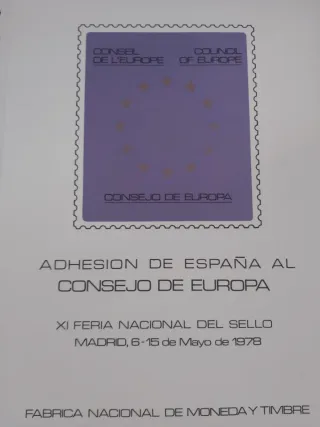 CONSEIL COUNCIL
DE L'EUROPE OF EUROPE
CONSEJO DE EUROPA
ADHESION DE ESPAÑA AL
CONSEJO DE EUROPA
XI FERIA NACIONAL DEL SELLO
MADRID, 6-15 de Mayo de 1978
FABRICA NACIONAL DE MONEDA Y TIMBRE